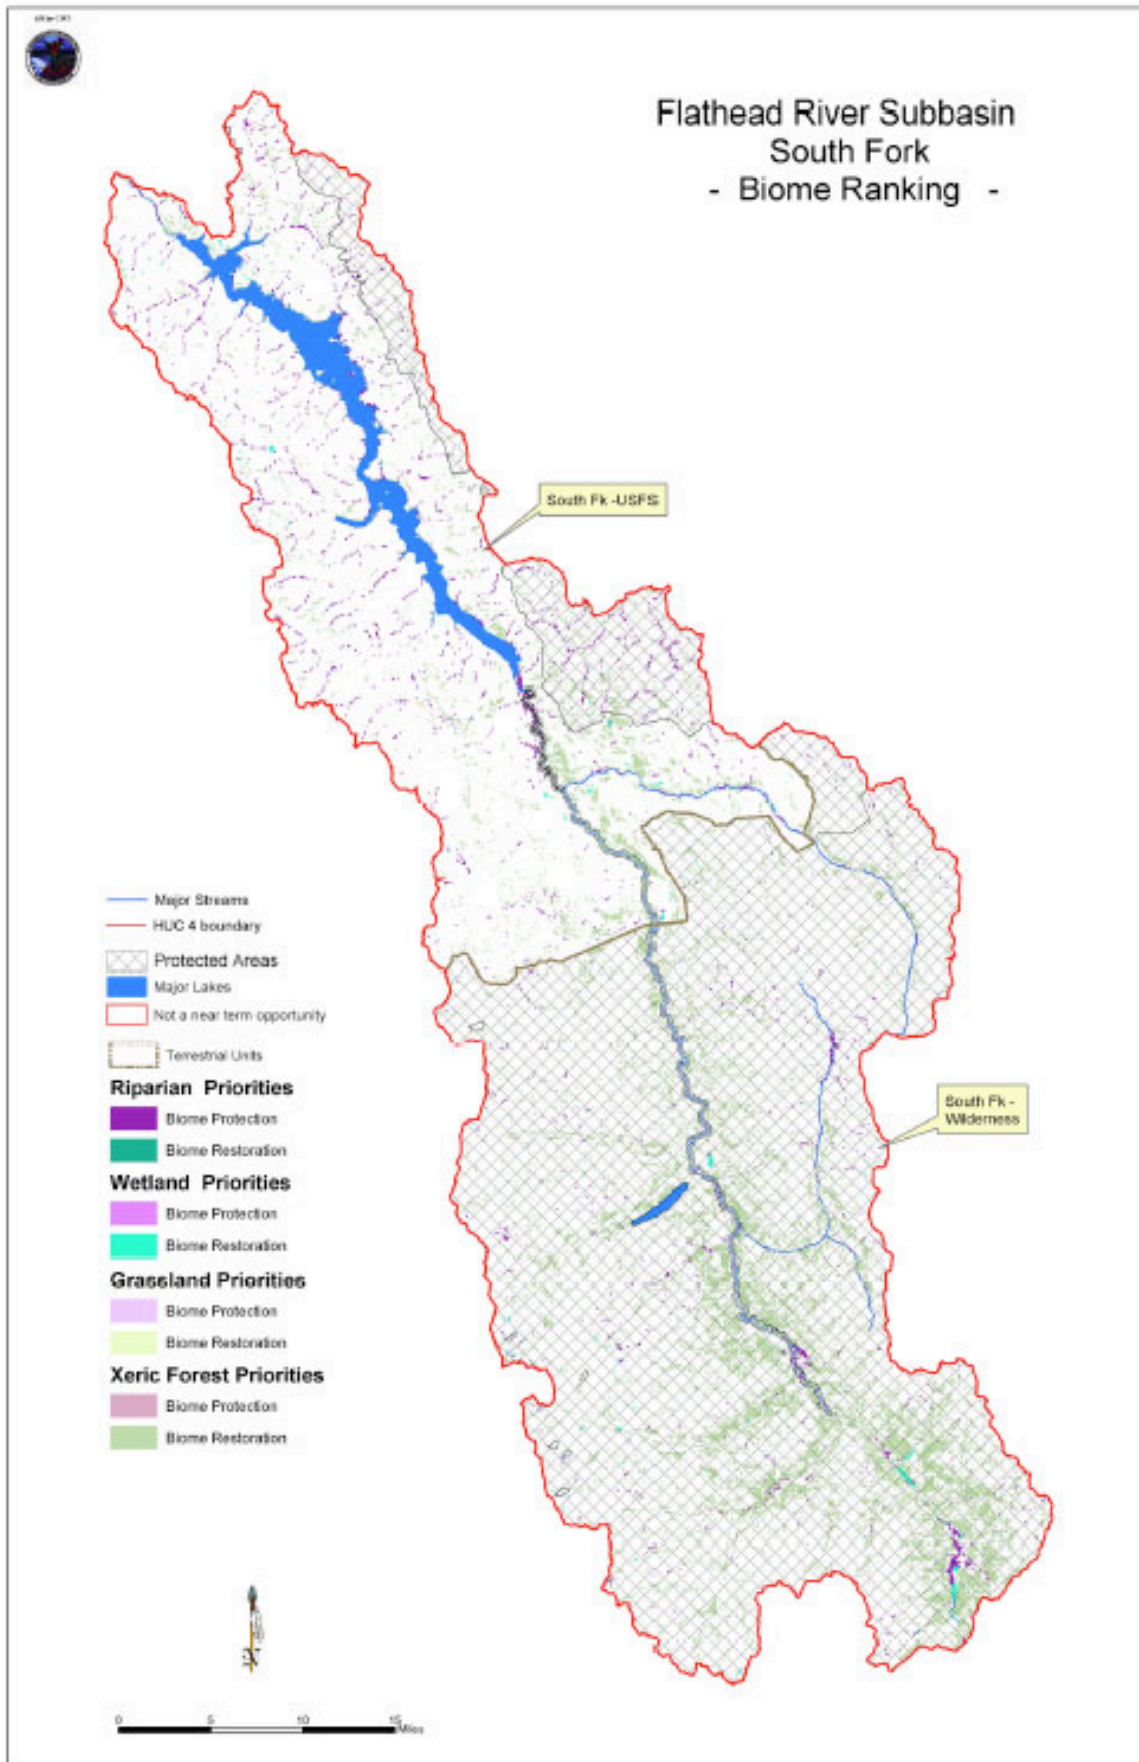 Flathead River Subbasin
South Fork
- Biome Ranking -
South Fk -USFS
South Fk -
Wilderness
Major Streams
HUC 4 boundary
Protected Areas
Major Lakes
Not a near term opportunity
Terrestrial Units
Riparian Priorities
Biome Protection
Biome Restoration
Wetland Priorities
Biome Protection
Biome Restoration
Grassland Priorities
Biome Protection
Biome Restoration
Xeric Forest Priorities
Biome Protection
Biome Restoration
0 5 10 15
Miles